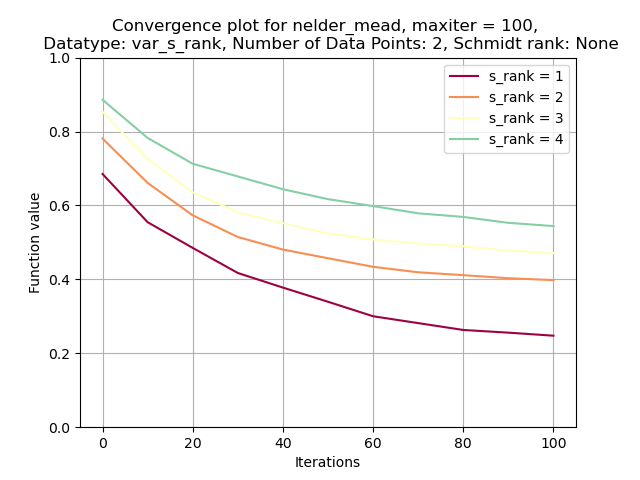 Convergence plot for nelder_mead, maxiter = 100,
Datatype: var_s_rank, Number of Data Points: 2, Schmidt rank: None
1.0
s_rank = 1
s_rank = 2
s_rank = 3
s_rank = 4
0.8
0.6
0.4
0.2
0.0
Function value
0 20 40 60 80 100
Iterations